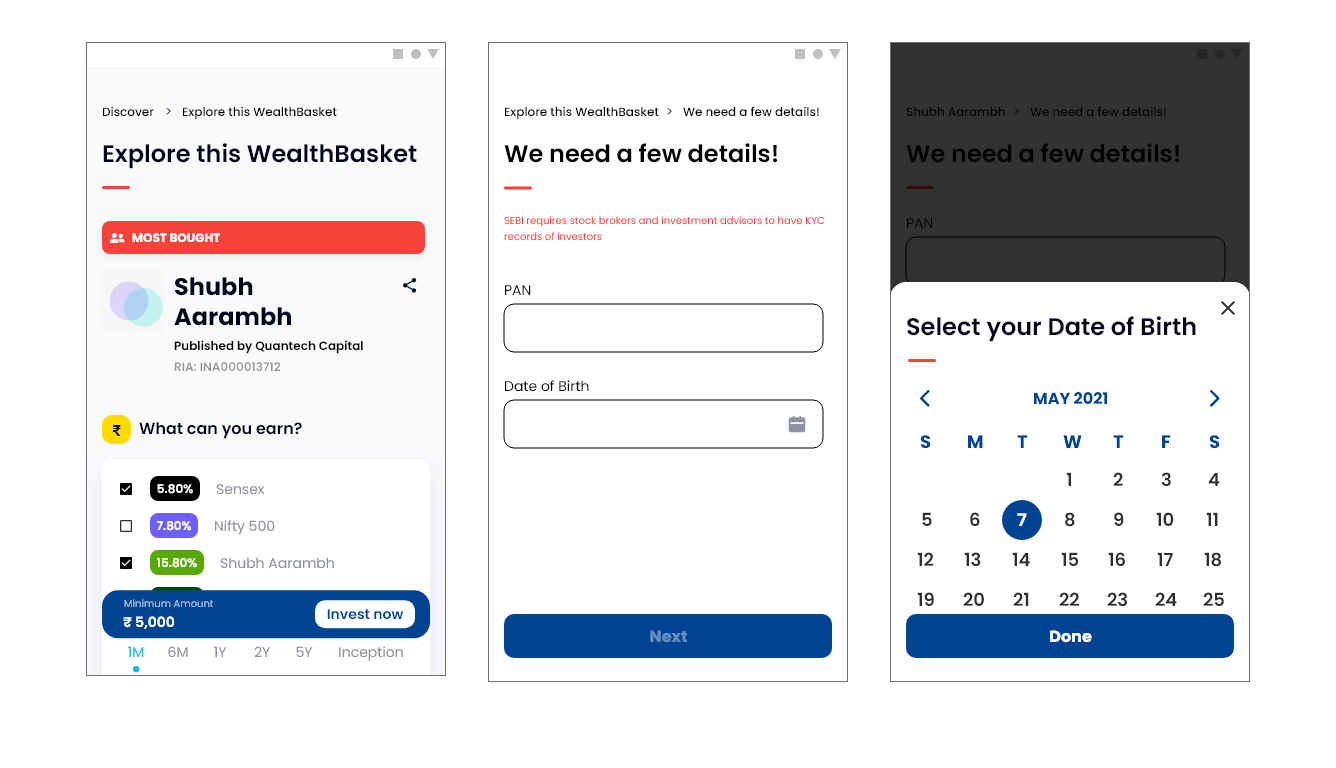 Discover > Explore this WealthBasket
Explore this WealthBasket
MOST BOUGHT
Shubh
Aarambh
Published by Quantech Capital
RIA: INA000013712
₹ What can you earn?
5.80% Sensex
7.80% Nifty 500
15.80% Shubh Aarambh
Minimum Amount
₹ 5,000
Invest now
1M 6M 1Y 2Y 5Y Inception
Explore this WealthBasket > We need a few details!
We need a few details!
SEBI requires stock brokers and investment advisors to have KYC
records of investors
PAN
Date of Birth
Next
Shubh Aarambh > We need a few details!
We need a few details!
PAN
Select your Date of Birth
MAY 2021
S M T W T F S
1 2 3 4
5 6 7 8 9 10 11
12 13 14 15 16 17 18
19 20 21 22 23 24 25
Done